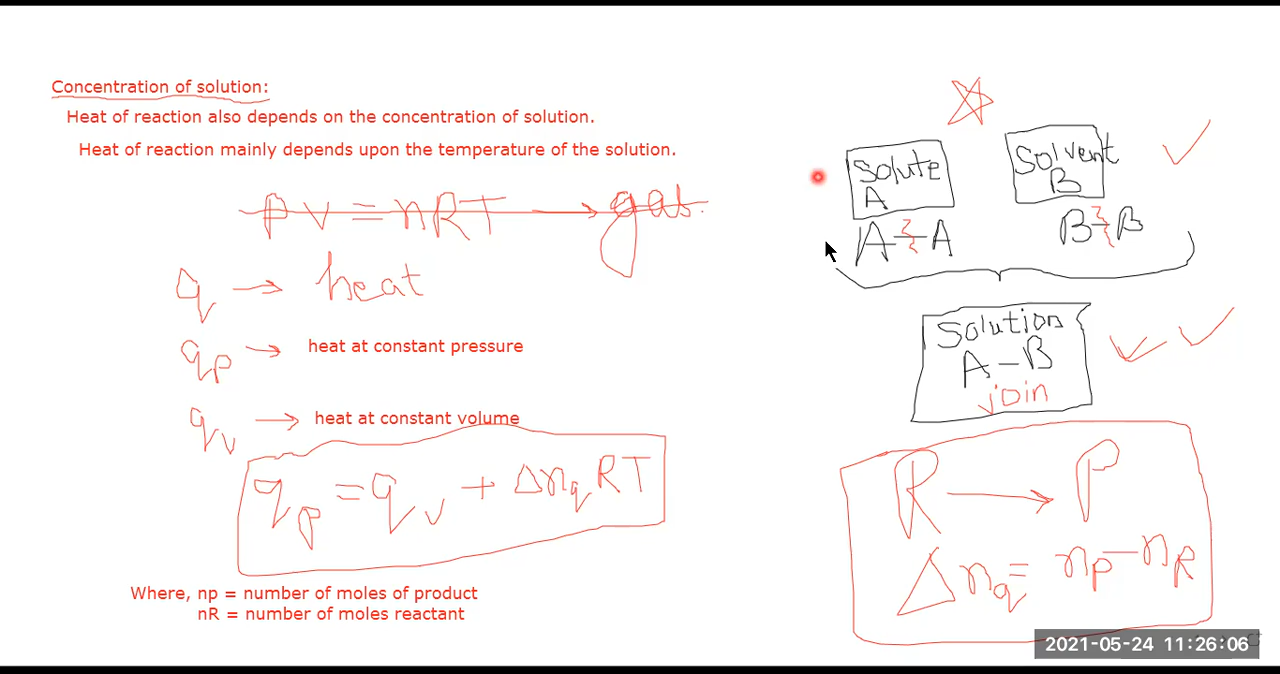 Concentration of solution:
Heat of reaction also depends on the concentration of solution.
Heat of reaction mainly depends upon the temperature of the solution.
PV = nRT → gas.
q → heat
qp → heat at constant pressure
qv → heat at constant volume
qp = qv + Δnq RT
Where, np = number of moles of product
nR = number of moles reactant
Solute
A
Solvent
B
A - A
B - B
Solution
A - B
join
R → P
Δnq = nP - nR
2021-05-24 11:26:06